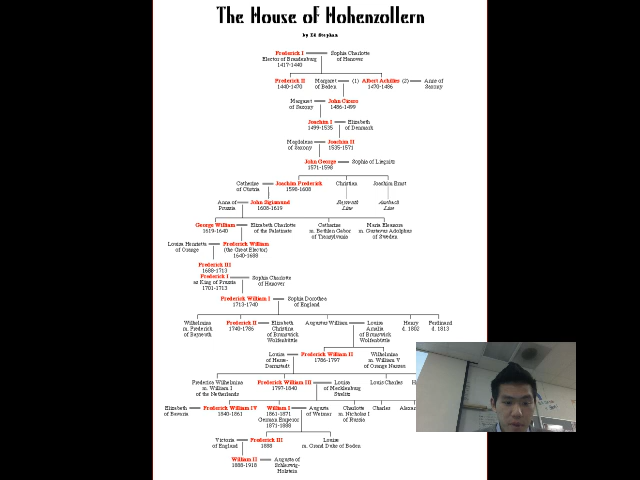 The House of Hohenzollern
by Ed Stephan
Frederick I
Elector of Brandenburg
1417-1440
Sophia Charlotte
of Hanover
Frederick II
1440-1470
Margaret
of Baden
(1) Albert Achilles (2)
1470-1486
Anne of
Saxony
Margaret
of Saxony
John Cicero
1486-1499
Joachim I
1499-1535
Elizabeth
of Denmark
Magdalena
of Saxony
Joachim II
1535-1571
John George
1571-1598
Sophia of Liegnitz
Catherine
of Custrin
Joachim Frederick
1598-1608
Christian
Bayreuth
Line
Joachim Ernst
Ansbach
Line
Anne of
Prussia
John Sigismund
1608-1619
George William
1619-1640
Elizabeth Charlotte
of the Palatinate
Catharine
m. Bethlen Gabor
of Transylvania
Maria Eleanora
m. Gustavus Adolphus
of Sweden
Louise Henrietta
of Orange
Frederick William
(the Great Elector)
1640-1688
Frederick III
1688-1713
Frederick I
as King of Prussia
1701-1713
Sophia Charlotte
of Hanover
Frederick William I
1713-1740
Sophia Dorothea
of England
Wilhelmina
m. Frederick
of Bayreuth
Frederick II
1740-1786
Elizabeth
Christine
of Brunswick
Wolfenbüttle
Augustus William
Louise
Amalia
of Brunswick
Wolfenbüttle
Henry
d. 1802
Ferdinand
d. 1813
Louise
of Hesse-
Darmstadt
Frederick William II
1786-1797
Wilhelmina
m. William V
of Orange Nassau
Frederica Wilhelmina
m. William I
of the Netherlands
Frederick William III
1797-1840
Louise
of Mecklenburg
Strelitz
Louis Charles
Elizabeth
of Bavaria
Frederick William IV
1840-1861
William I
1861-1871
German Emperor
1871-1888
Augusta
of Weimar
Charlotte
m. Nicholas I
of Russia
Charles
Victoria
of England
Frederick III
1888
Louise
m. Grand Duke of Baden
William II
1888-1918
Augusta of
Schleswig-
Holstein